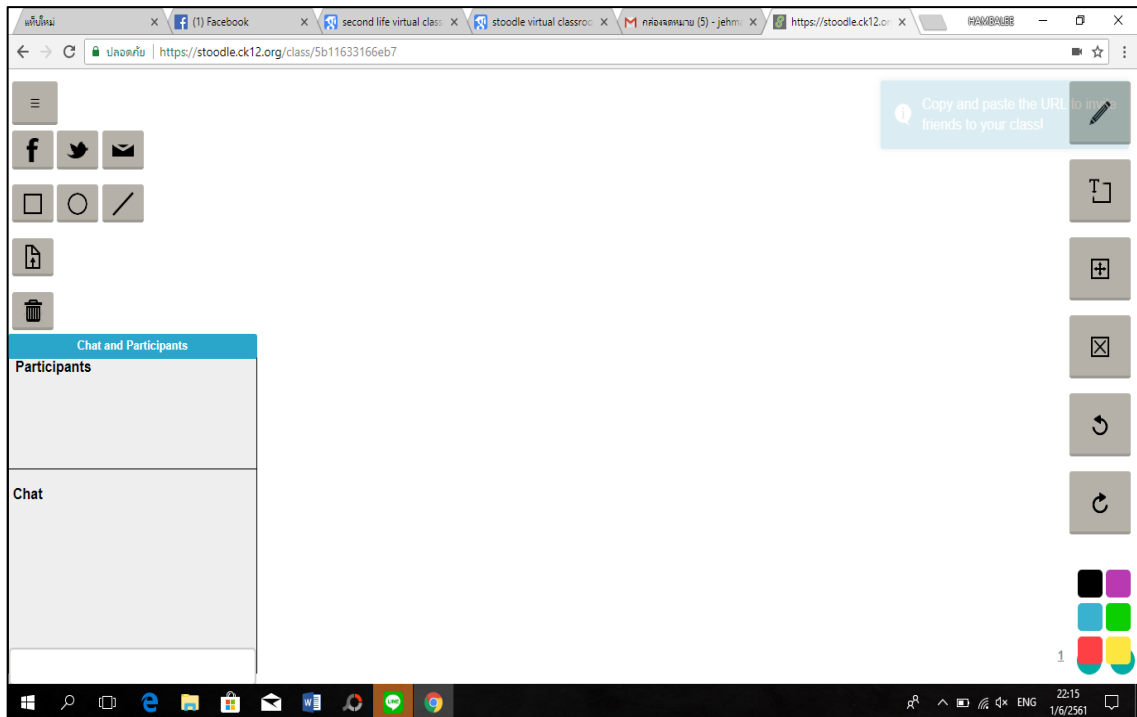 แท็บใหม่
(1) Facebook
second life virtual class
stoodle virtual classroo
กล่องจดหมาย (5) - jehm
https://stoodle.ck12.or
HAMBALEE
ปลอดภัย
https://stoodle.ck12.org/class/5b11633166eb7
Copy and paste the URL to invite
friends to your class!
T
Chat and Participants
Participants
Chat
1
LINE
ENG
22:15
1/6/2561